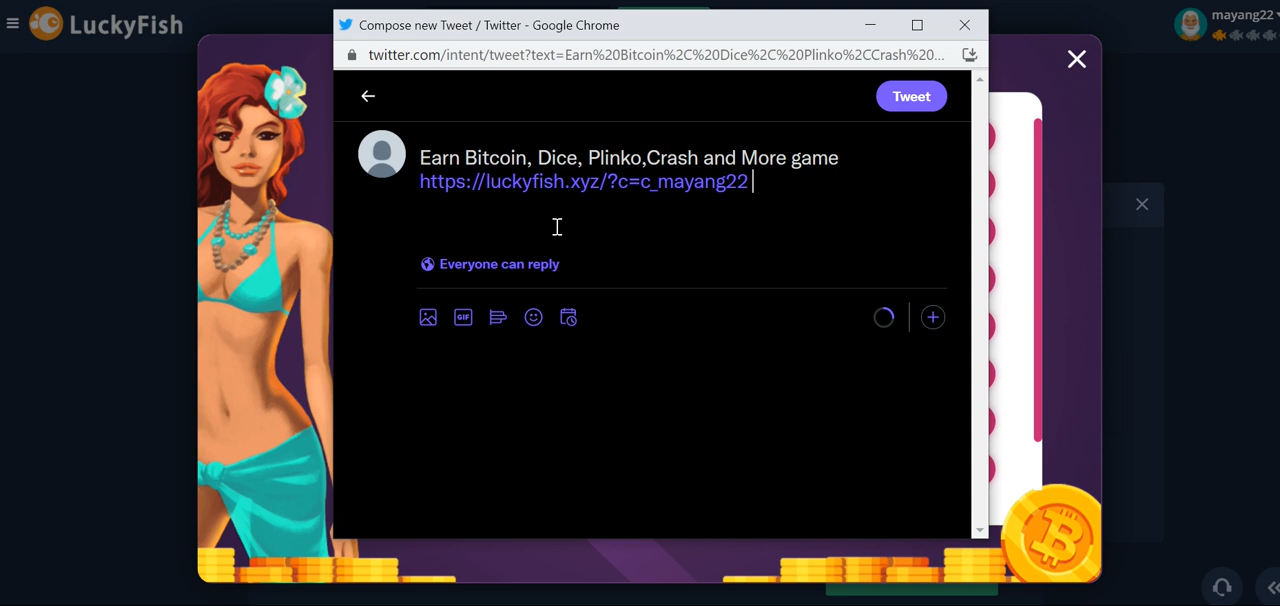 LuckyFish
mayang22
Compose new Tweet / Twitter - Google Chrome
twitter.com/intent/tweet?text=Earn%20Bitcoin%2C%20Dice%2C%20Plinko%2CCrash%20...
Tweet
Earn Bitcoin, Dice, Plinko,Crash and More game
https://luckyfish.xyz/?c=c_mayang22
Everyone can reply
GIF